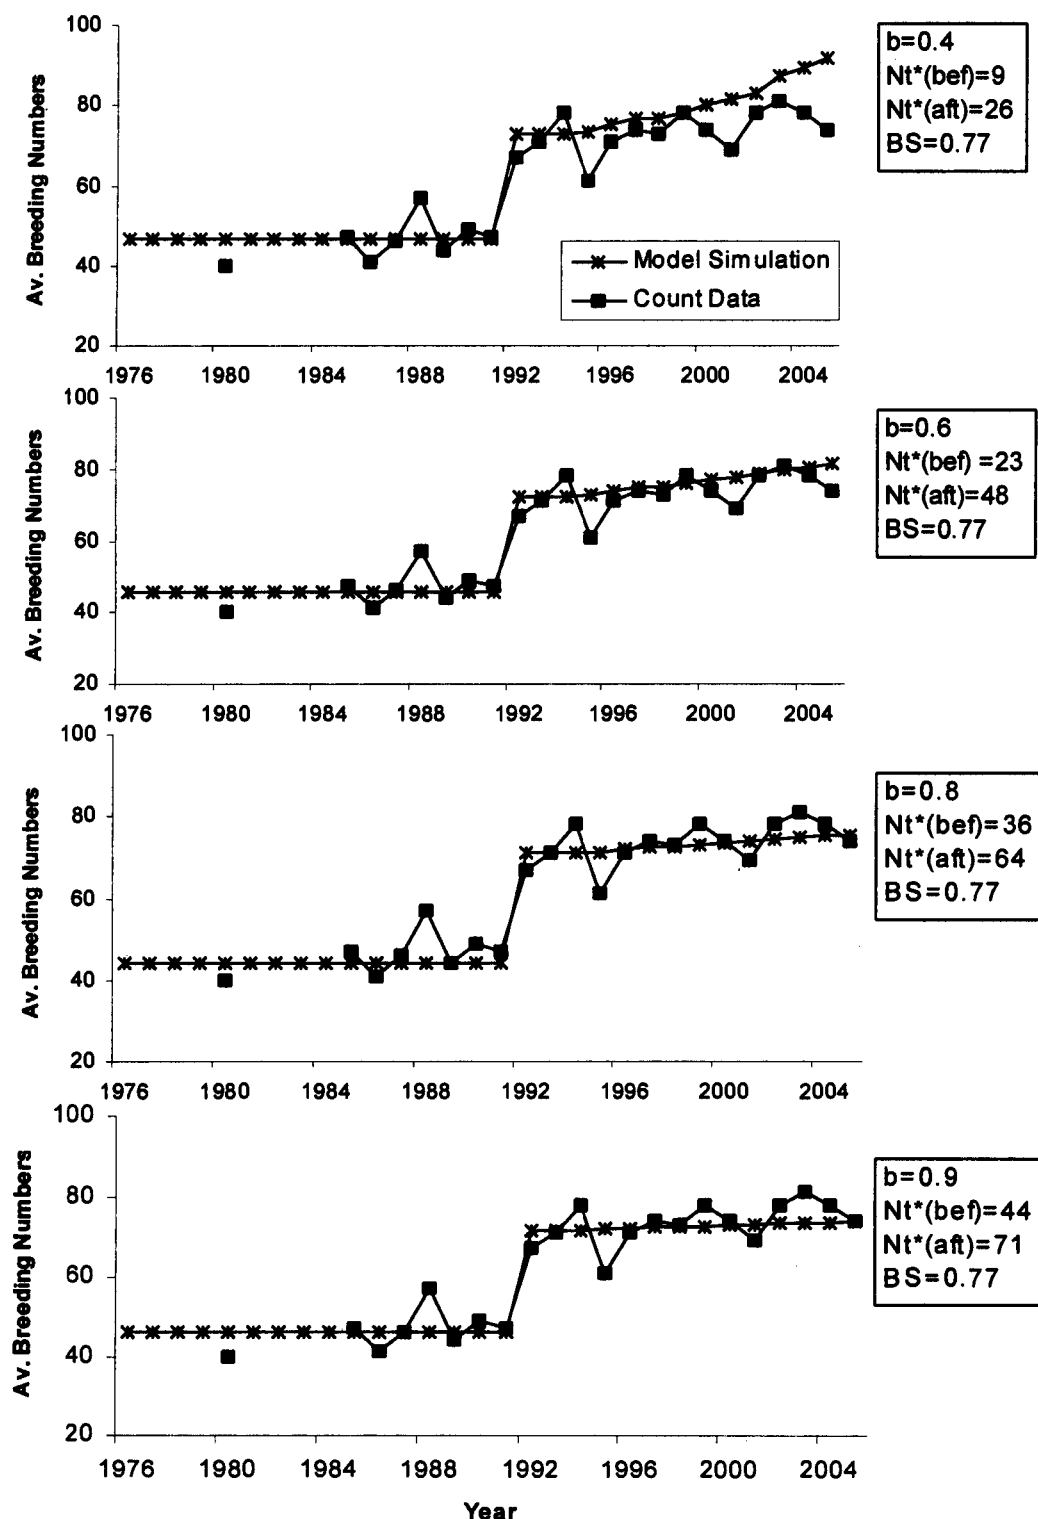 100
80
60
40
20
Av. Breeding Numbers
1976 1980 1984 1988 1992 1996 2000 2004
Model Simulation
Count Data
b=0.4
Nt*(bef)=9
Nt*(aft)=26
BS=0.77
100
80
60
40
20
Av. Breeding Numbers
1976 1980 1984 1988 1992 1996 2000 2004
b=0.6
Nt*(bef) =23
Nt*(aft)=48
BS=0.77
100
80
60
40
20
Av. Breeding Numbers
1976 1980 1984 1988 1992 1996 2000 2004
b=0.8
Nt*(bef)=36
Nt*(aft)=64
BS=0.77
100
80
60
40
20
Av. Breeding Numbers
1976 1980 1984 1988 1992 1996 2000 2004
Year
b=0.9
Nt*(bef)=44
Nt*(aft)=71
BS=0.77